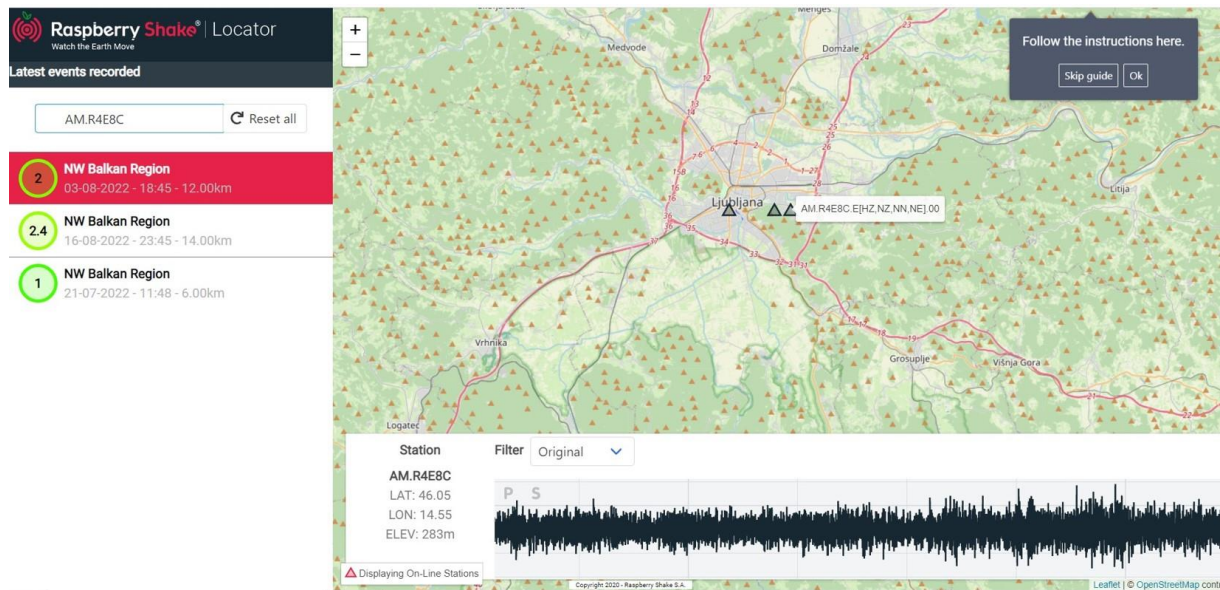 Raspberry Shake® | Locator
Watch the Earth Move
Latest events recorded
AM.R4E8C
Reset all
2
NW Balkan Region
03-08-2022 - 18:45 - 12.00km
2.4
NW Balkan Region
16-08-2022 - 23:45 - 14.00km
1
NW Balkan Region
21-07-2022 - 11:48 - 6.00km
+
−
Follow the instructions here.
Skip guide
Ok
Mengeš
Medvode
Domžale
Ljubljana
AM.R4E8C.E[HZ,NZ,NN,NE].00
Litija
Vrhnika
Grosuplje
Višnja Gora
Logatec
Station
AM.R4E8C
LAT: 46.05
LON: 14.55
ELEV: 283m
Filter
Original
P S
Displaying On-Line Stations
Copyright 2020 - Raspberry Shake S.A.
Leaflet | © OpenStreetMap cont